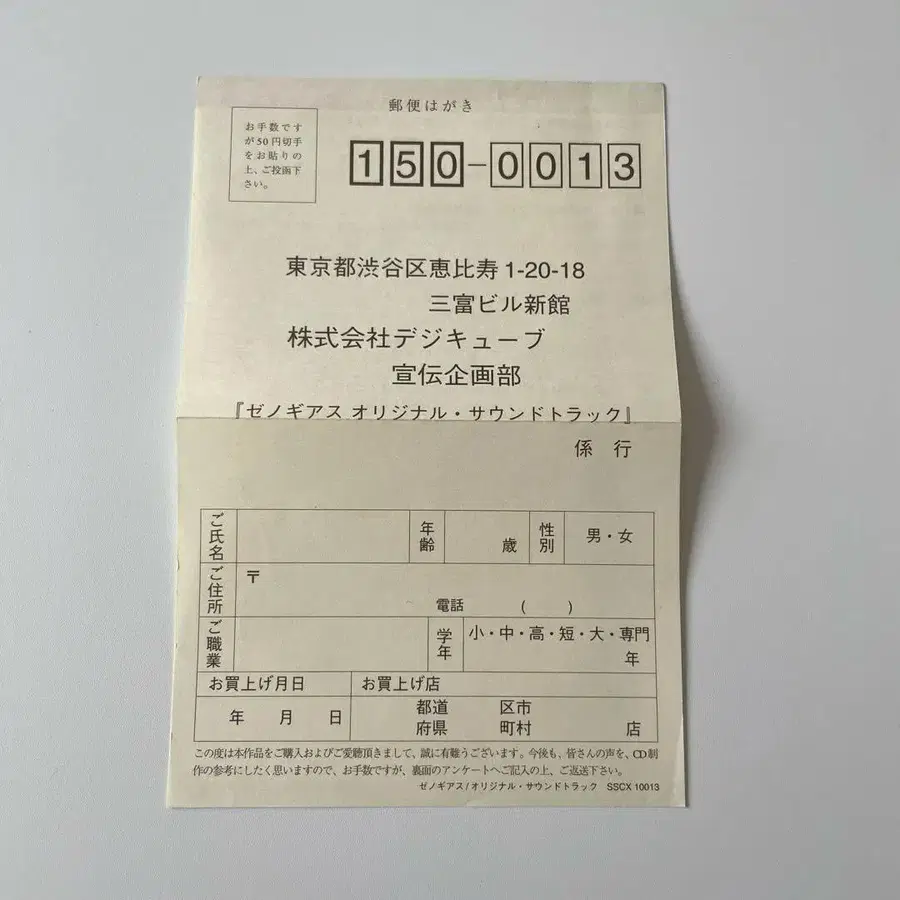 郵便はがき
お手数です
が50円切手
をお貼りの
上、ご投函下
さい。
150-0013
東京都渋谷区恵比寿1-20-18
三富ビル新館
株式会社デジキューブ
宣伝企画部
『ゼノギアス オリジナル・サウンドトラック』
係 行
ご氏名 年齢 歳 性別 男・女
ご住所 〒
電話 ( )
ご職業 学年 小・中・高・短・大・専門
年
お買上げ月日 お買上げ店
年 月 日 都道 区市
府県 町村 店
この度は本作品をご購入およびご愛聴頂きまして、誠に有難うございます。今後も、皆さんの声を、CD制
作の参考にしたく思いますので、お手数ですが、裏面のアンケートへご記入の上、ご返送下さい。
ゼノギアス/オリジナル・サウンドトラック SSCX 10013